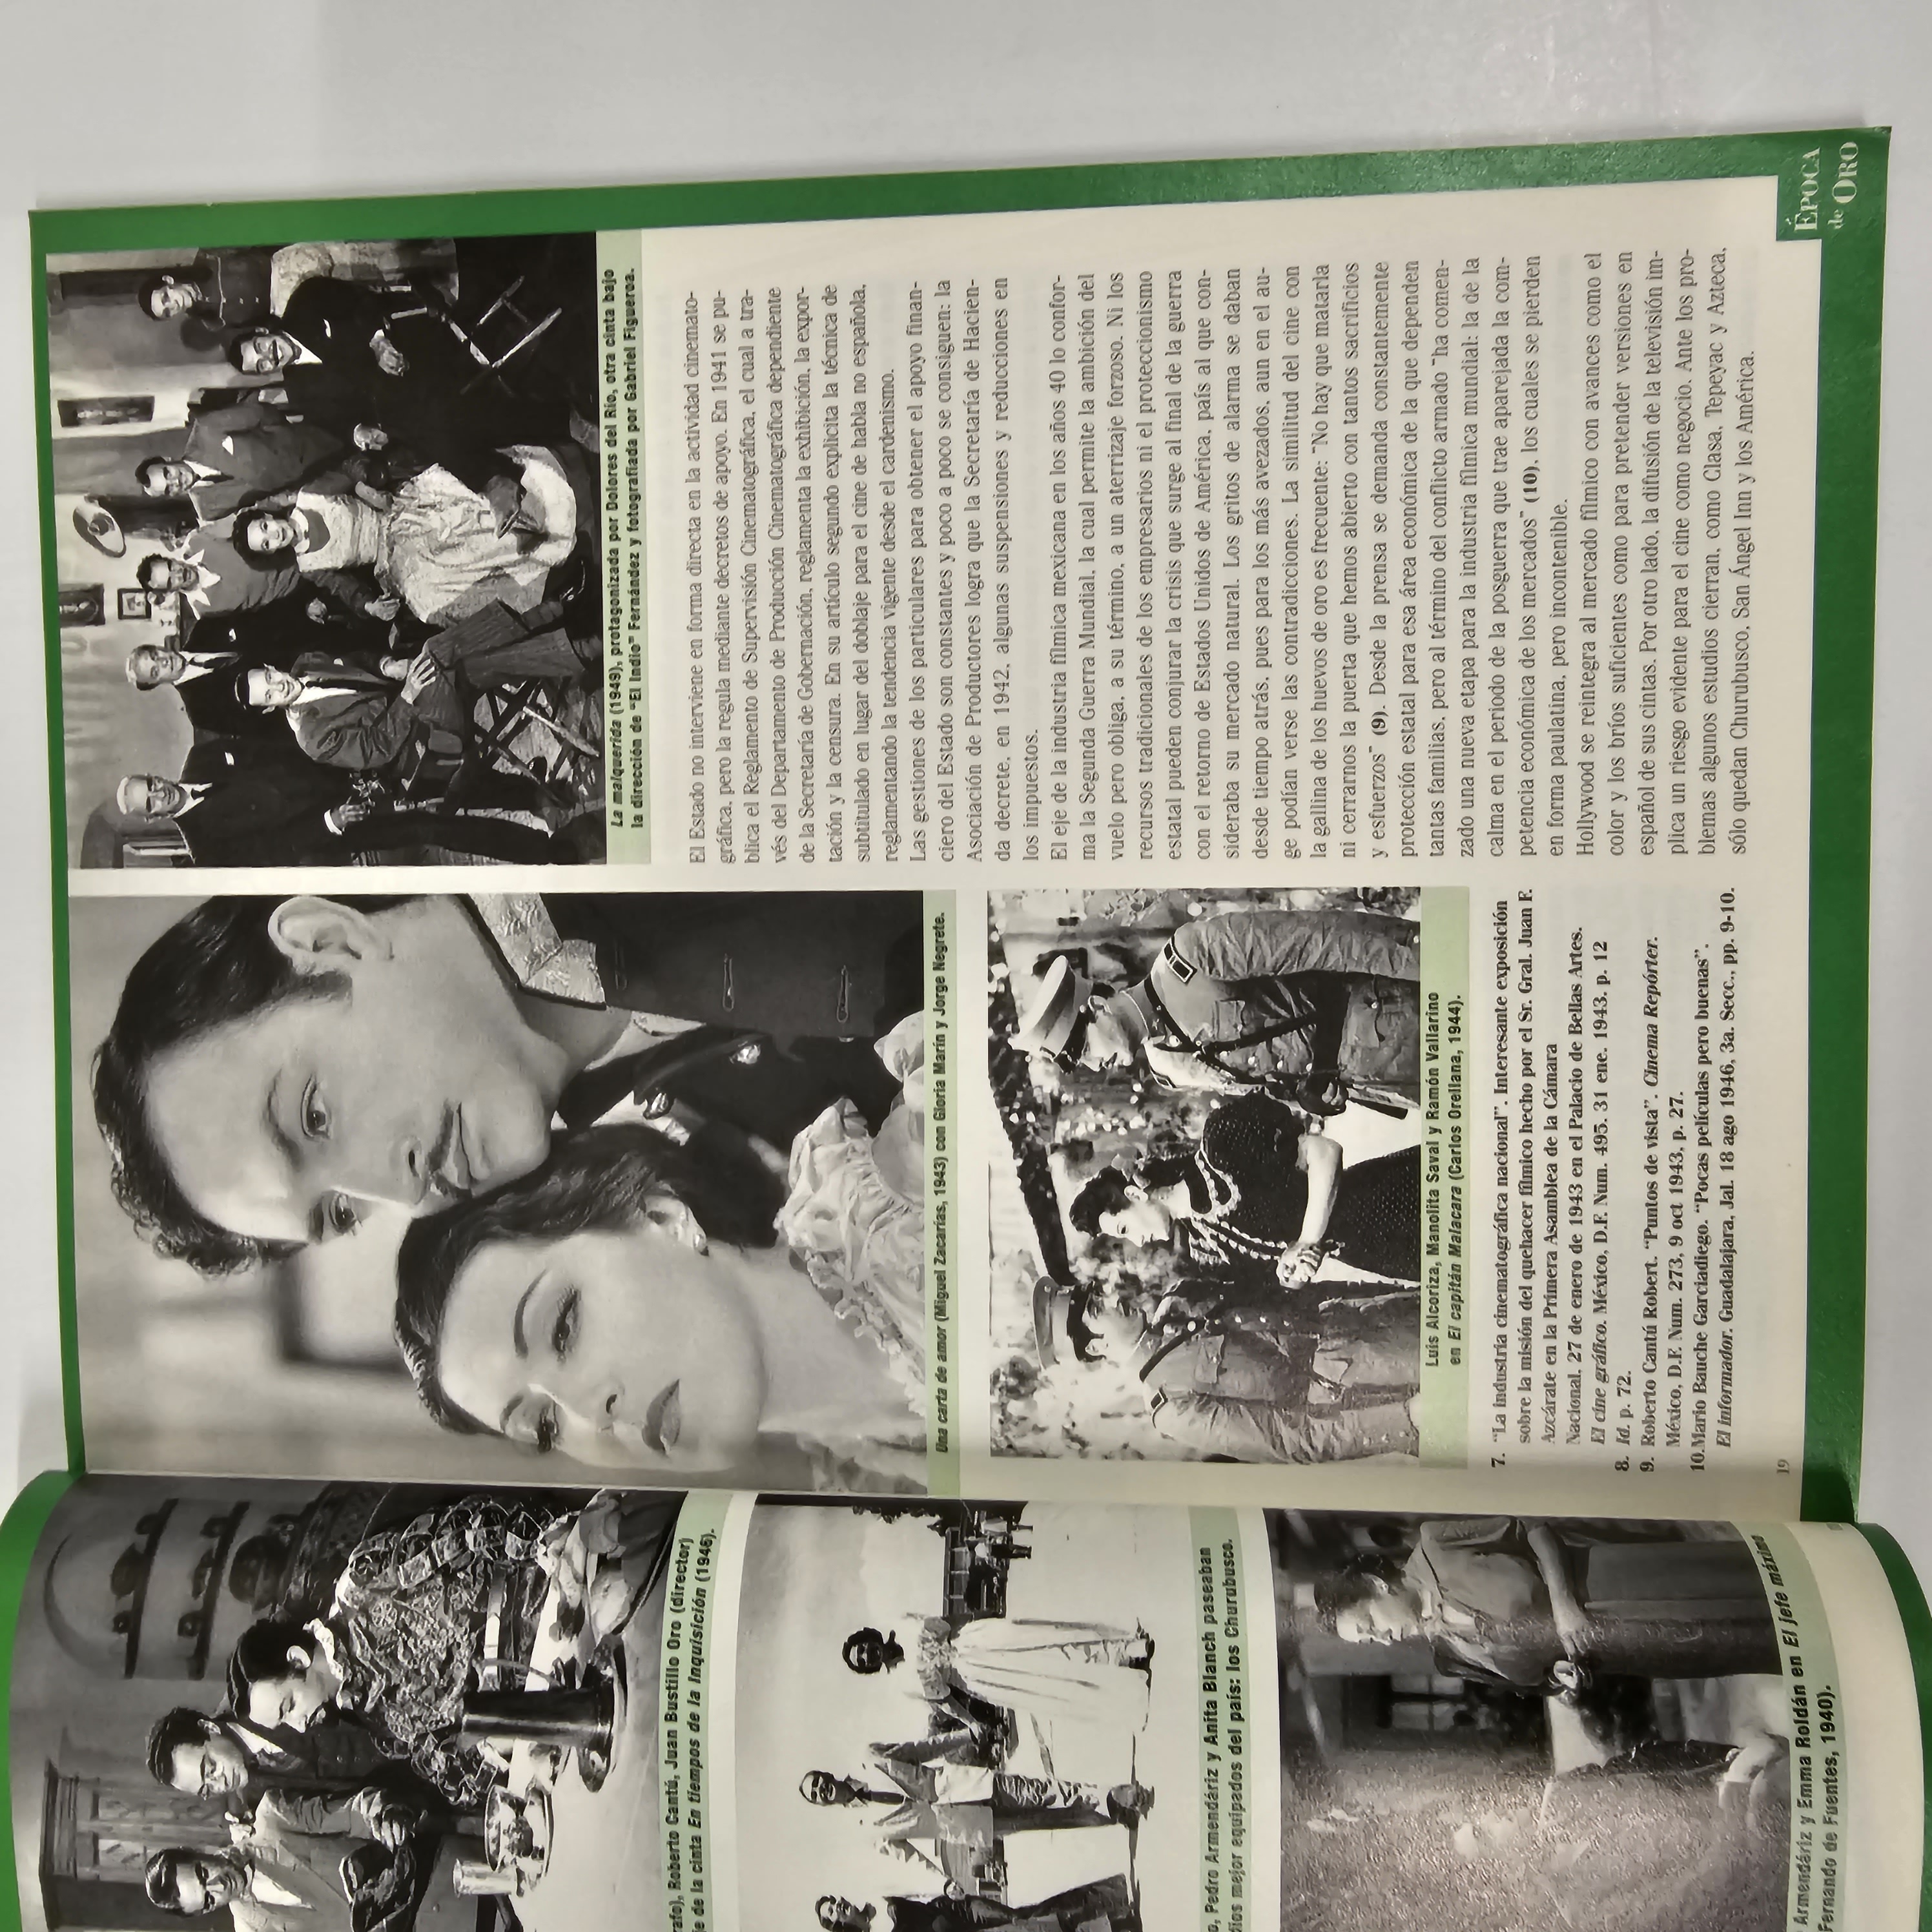 rafo), Roberto Cantú, Juan Bustillo Oro (director)
je de la cinta En tiempos de la Inquisición (1946).
o, Pedro Armendáriz y Anita Blanch paseaban
dios mejor equipados del país: los Churubusco.
Armendáriz y Emma Roldán en El jefe máximo
Fernando de Fuentes, 1940).
Una carta de amor (Miguel Zacarías, 1943) con Gloria Marín y Jorge Negrete.
Luis Alcoriza, Manolita Saval y Ramón Vallarino
en El capitán Malacara (Carlos Orellana, 1944).
7. “La industria cinematográfica nacional”. Interesante exposición
sobre la misión del quehacer fílmico hecho por el Sr. Gral. Juan F.
Azcárate en la Primera Asamblea de la Cámara
Nacional, 27 de enero de 1943 en el Palacio de Bellas Artes.
El cine gráfico. México, D.F. Num. 495. 31 ene. 1943. p. 12
8. Id. p. 72.
9. Roberto Cantú Robert. “Puntos de vista”. Cinema Repórter.
México, D.F. Num. 273, 9 oct 1943, p. 27.
10.Mario Bauche Garciadiego. “Pocas películas pero buenas”.
El informador. Guadalajara, Jal. 18 ago 1946, 3a. Secc., pp. 9-10.
19
La malquerida (1949), protagonizada por Dolores del Río, otra cinta bajo
la dirección de “El Indio” Fernández y fotografiada por Gabriel Figueroa.
El Estado no interviene en forma directa en la actividad cinemato-
gráfica, pero la regula mediante decretos de apoyo. En 1941 se pu-
blica el Reglamento de Supervisión Cinematográfica, el cual a tra-
vés del Departamento de Producción Cinematográfica dependiente
de la Secretaría de Gobernación, reglamenta la exhibición, la expor-
tación y la censura. En su artículo segundo explicita la técnica de
subtitulado en lugar del doblaje para el cine de habla no española,
reglamentando la tendencia vigente desde el cardenismo.
Las gestiones de los particulares para obtener el apoyo finan-
ciero del Estado son constantes y poco a poco se consiguen: la
Asociación de Productores logra que la Secretaría de Hacien-
da decrete, en 1942, algunas suspensiones y reducciones en
los impuestos.
El eje de la industria fílmica mexicana en los años 40 lo confor-
ma la Segunda Guerra Mundial, la cual permite la ambición del
vuelo pero obliga, a su término, a un aterrizaje forzoso. Ni los
recursos tradicionales de los empresarios ni el proteccionismo
estatal pueden conjurar la crisis que surge al final de la guerra
con el retorno de Estados Unidos de América, país al que con-
sideraba su mercado natural. Los gritos de alarma se daban
desde tiempo atrás, pues para los más avezados, aun en el au-
ge podían verse las contradicciones. La similitud del cine con
la gallina de los huevos de oro es frecuente: “No hay que matarla
ni cerrarnos la puerta que hemos abierto con tantos sacrificios
y esfuerzos” (9). Desde la prensa se demanda constantemente
protección estatal para esa área económica de la que dependen
tantas familias, pero al término del conflicto armado “ha comen-
zado una nueva etapa para la industria fílmica mundial: la de la
calma en el periodo de la posguerra que trae aparejada la com-
petencia económica de los mercados” (10), los cuales se pierden
en forma paulatina, pero incontenible.
Hollywood se reintegra al mercado fílmico con avances como el
color y los bríos suficientes como para pretender versiones en
español de sus cintas. Por otro lado, la difusión de la televisión im-
plica un riesgo evidente para el cine como negocio. Ante los pro-
blemas algunos estudios cierran, como Clasa, Tepeyac y Azteca,
sólo quedan Churubusco, San Ángel Inn y los América.
ÉPOCA
de ORO